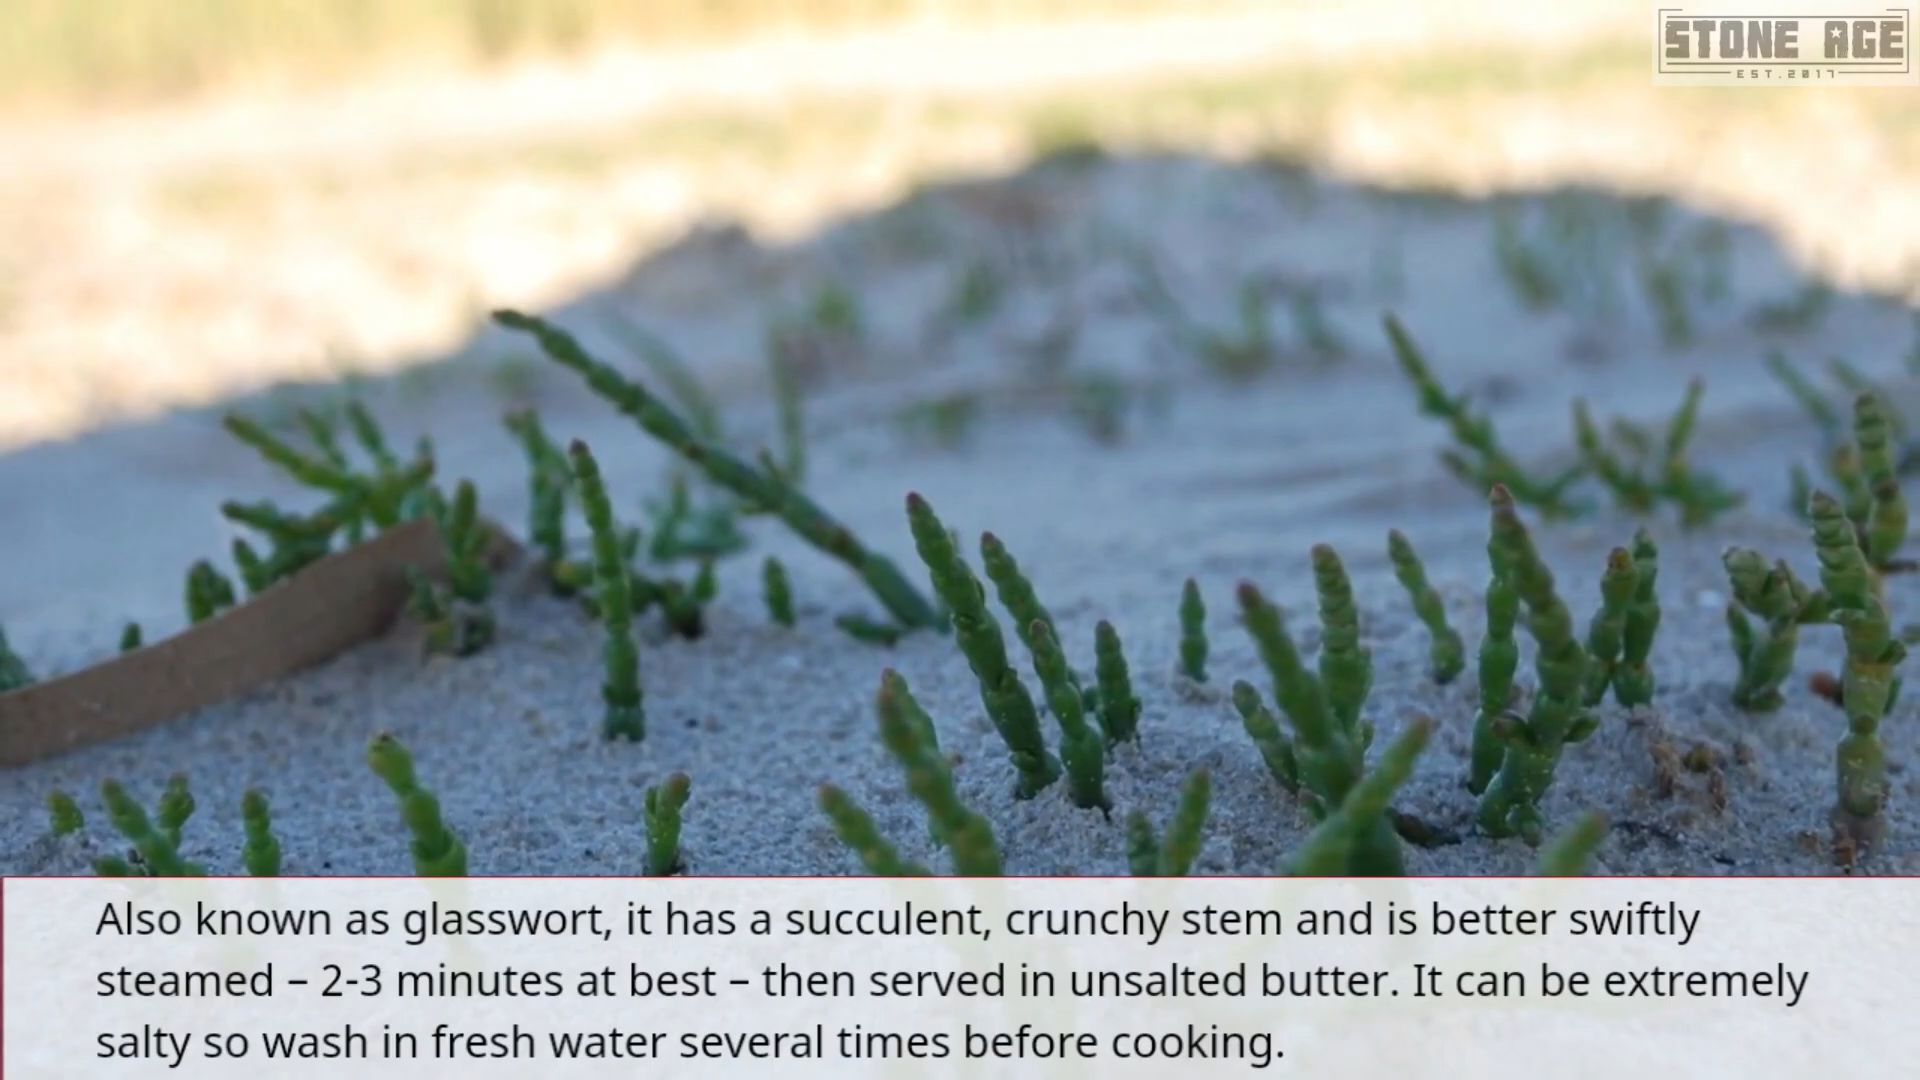 STONE AGE
EST.2017
Also known as glasswort, it has a succulent, crunchy stem and is better swiftly
steamed – 2-3 minutes at best – then served in unsalted butter. It can be extremely
salty so wash in fresh water several times before cooking.